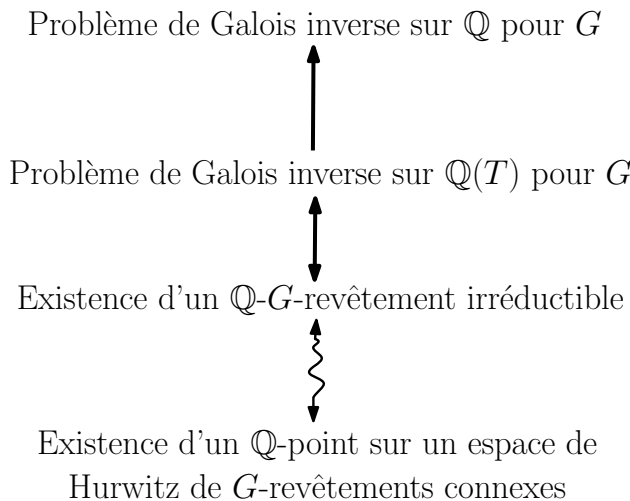 Problème de Galois inverse sur ℚ pour G
Problème de Galois inverse sur ℚ(T) pour G
Existence d'un ℚ-G-revêtement irréductible
Existence d'un ℚ-point sur un espace de
Hurwitz de G-revêtements connexes